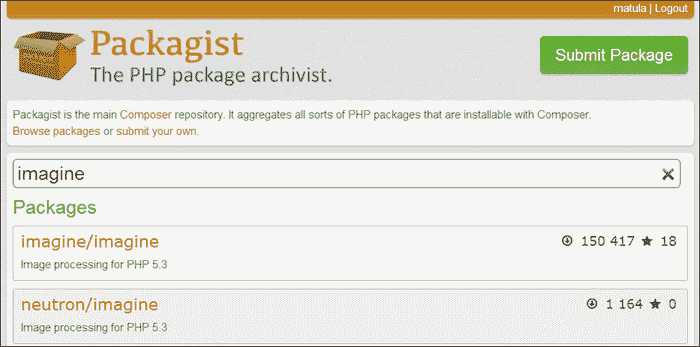 matula | Logout
Packagist
The PHP package archivist.
Submit Package
Packagist is the main Composer repository. It aggregates all sorts of PHP packages that are installable with Composer.
Browse packages or submit your own.
imagine
Packages
imagine/imagine
150 417 ★ 18
Image processing for PHP 5.3
neutron/imagine
1 164 ★ 0
Image processing for PHP 5.3